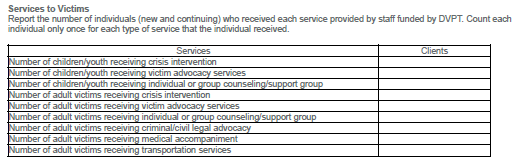 Services to Victims
Report the number of individuals (new and continuing) who received each service provided by staff funded by DVPT. Count each
individual only once for each type of service that the individual received.
Services Clients
Number of children/youth receiving crisis intervention
Number of children/youth receiving victim advocacy services
Number of children/youth receiving individual or group counseling/support group
Number of adult victims receiving crisis intervention
Number of adult victims receiving victim advocacy services
Number of adult victims receiving individual or group counseling/support group
Number of adult victims receiving criminal/civil legal advocacy
Number of adult victims receiving medical accompaniment
Number of adult victims receiving transportation services